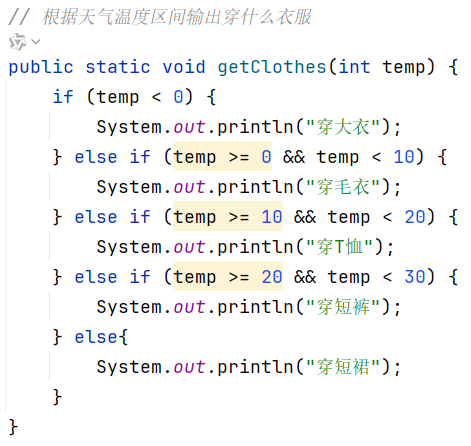 // 根据天气温度区间输出穿什么衣服
public static void getClothes(int temp) {
    if (temp < 0) {
        System.out.println("穿大衣");
    } else if (temp >= 0 && temp < 10) {
        System.out.println("穿毛衣");
    } else if (temp >= 10 && temp < 20) {
        System.out.println("穿T恤");
    } else if (temp >= 20 && temp < 30) {
        System.out.println("穿短裤");
    } else{
        System.out.println("穿短裙");
    }
}